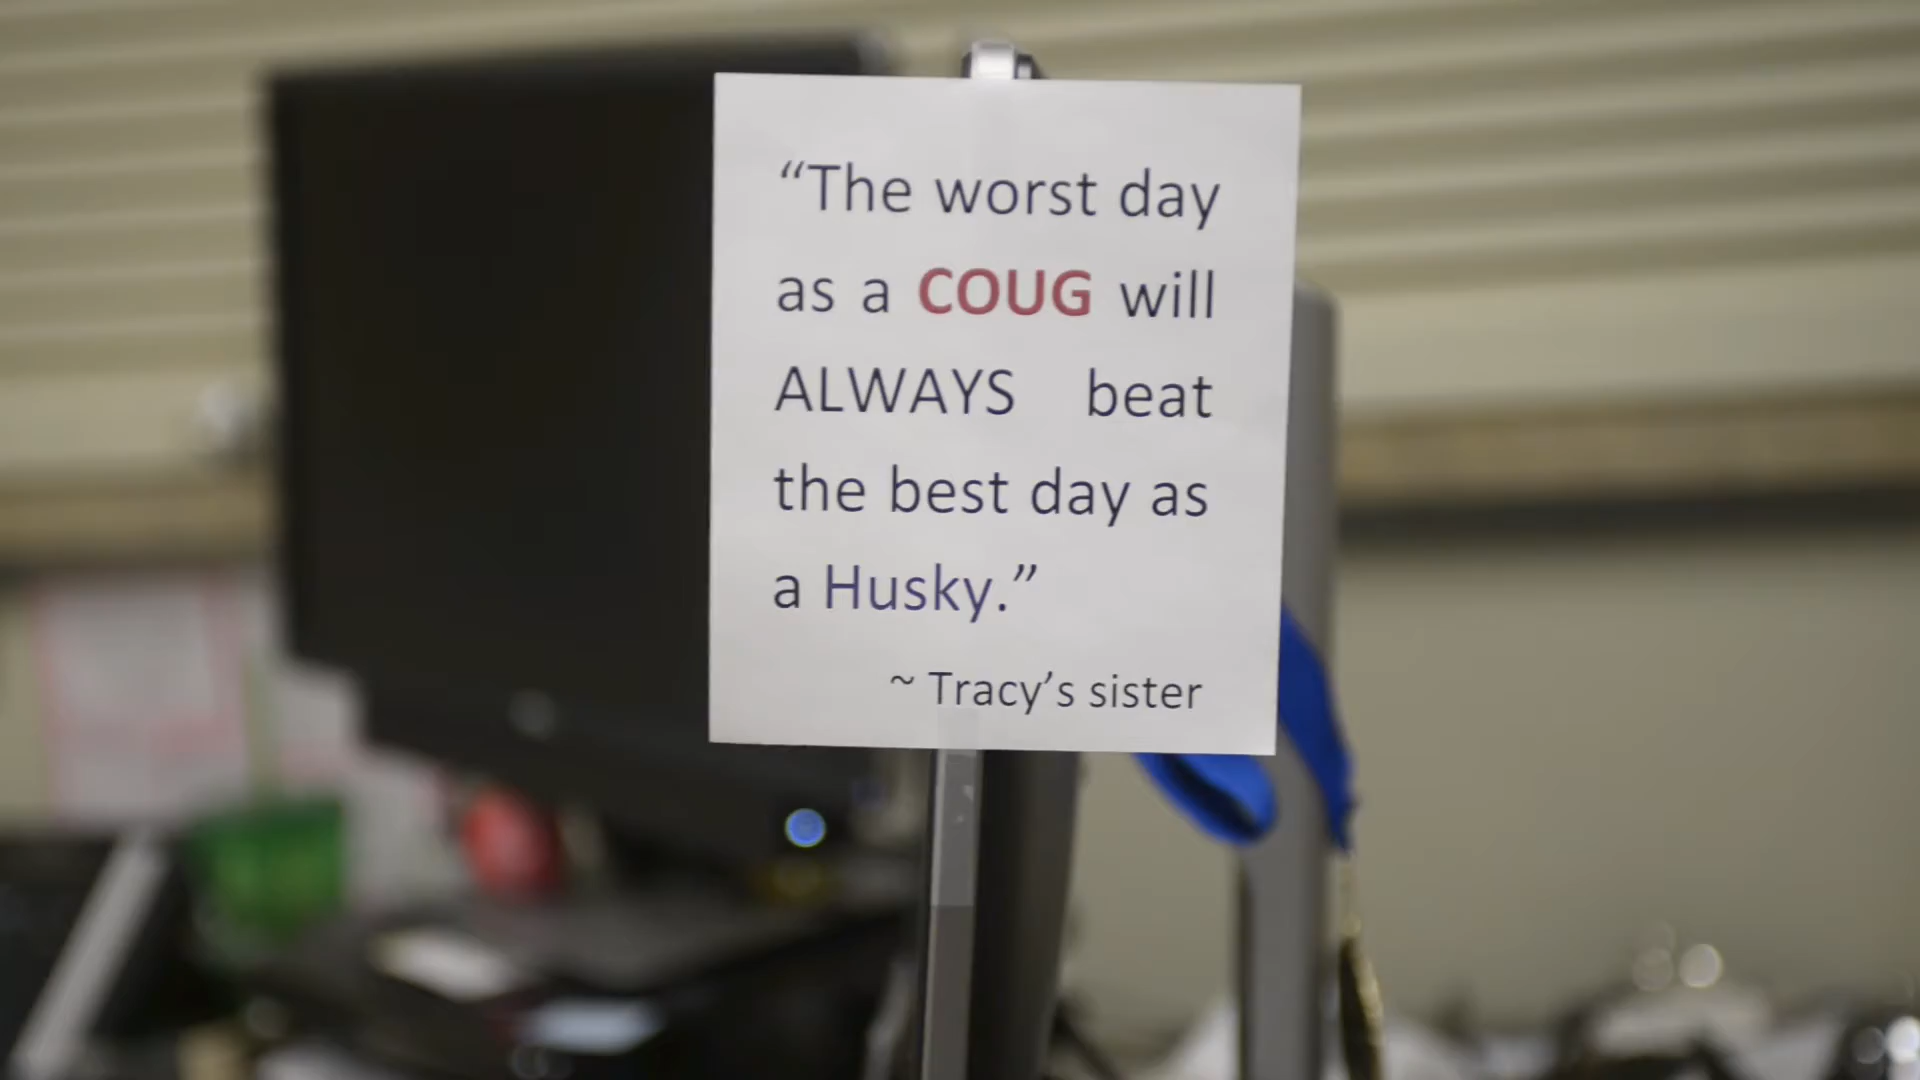 “The worst day
as a COUG will
ALWAYS beat
the best day as
a Husky.”
~ Tracy’s sister